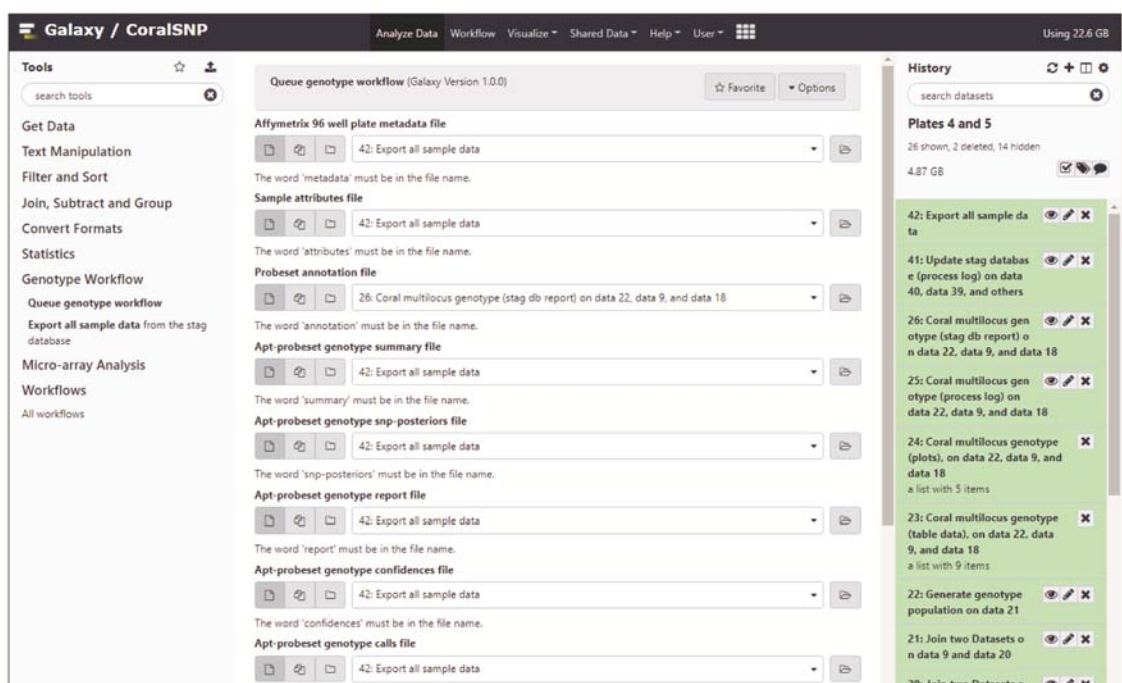 Galaxy / CoralSNP
Analyze Data Workflow Visualize Shared Data Help User
Using 22.6 GB
Tools
search tools
Get Data
Text Manipulation
Filter and Sort
Join, Subtract and Group
Convert Formats
Statistics
Genotype Workflow
Queue genotype workflow
Export all sample data from the stag
database
Micro-array Analysis
Workflows
All workflows
Queue genotype workflow (Galaxy Version 1.0.0)
Favorite
Options
Affymetrix 96 well plate metadata file
42: Export all sample data
The word 'metadata' must be in the file name.
Sample attributes file
42: Export all sample data
The word 'attributes' must be in the file name.
Probeset annotation file
26: Coral multilocus genotype (stag db report) on data 22, data 9, and data 18
The word 'annotation' must be in the file name.
Apt-probeset genotype summary file
42: Export all sample data
The word 'summary' must be in the file name.
Apt-probeset genotype snp-posteriors file
42: Export all sample data
The word 'snp-posteriors' must be in the file name.
Apt-probeset genotype report file
42: Export all sample data
The word 'report' must be in the file name.
Apt-probeset genotype confidences file
42: Export all sample data
The word 'confidences' must be in the file name.
Apt-probeset genotype calls file
42: Export all sample data
History
search datasets
Plates 4 and 5
26 shown, 2 deleted, 14 hidden
4.87 GB
42: Export all sample da
ta
41: Update stag databas
e (process log) on data
40, data 39, and others
26: Coral multilocus gen
otype (stag db report) o
n data 22, data 9, and data 18
25: Coral multilocus gen
otype (process log) on
data 22, data 9, and data 18
24: Coral multilocus genotype
(plots), on data 22, data 9, and
data 18
a list with 5 items
23: Coral multilocus genotype
(table data), on data 22, data
9, and data 18
a list with 9 items
22: Generate genotype
population on data 21
21: Join two Datasets o
n data 9 and data 20